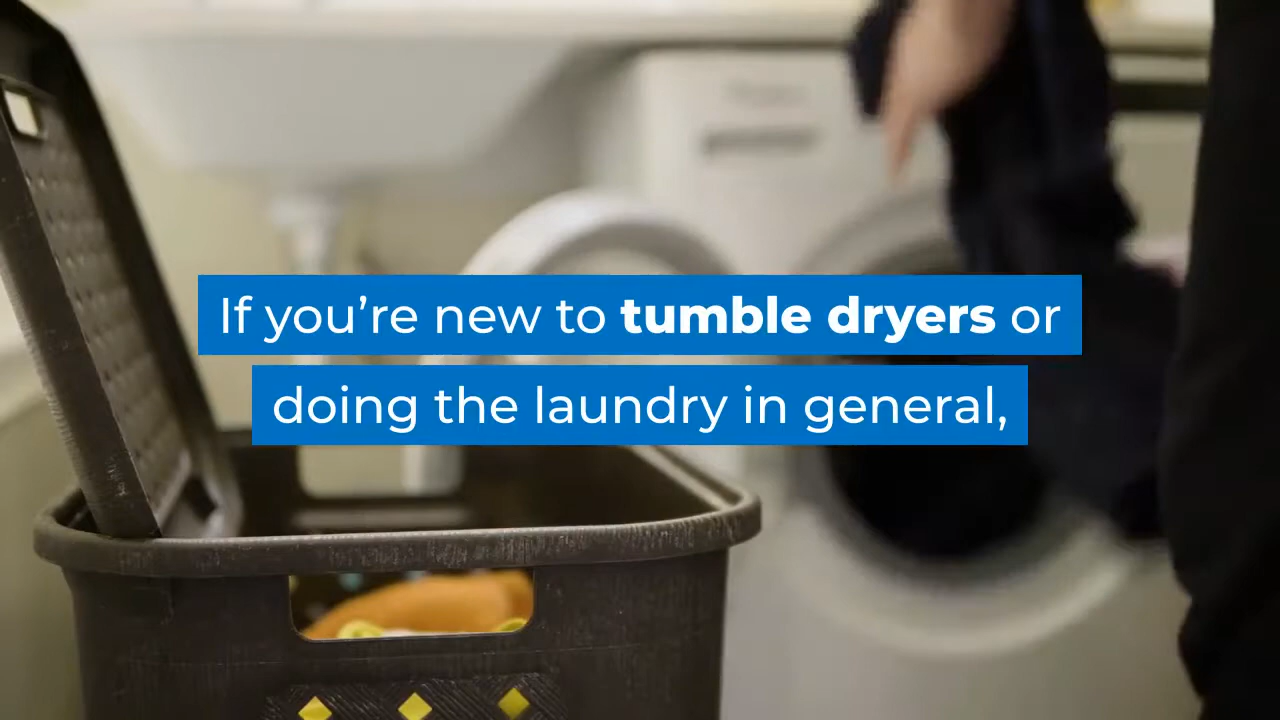 If you’re new to tumble dryers or
doing the laundry in general,